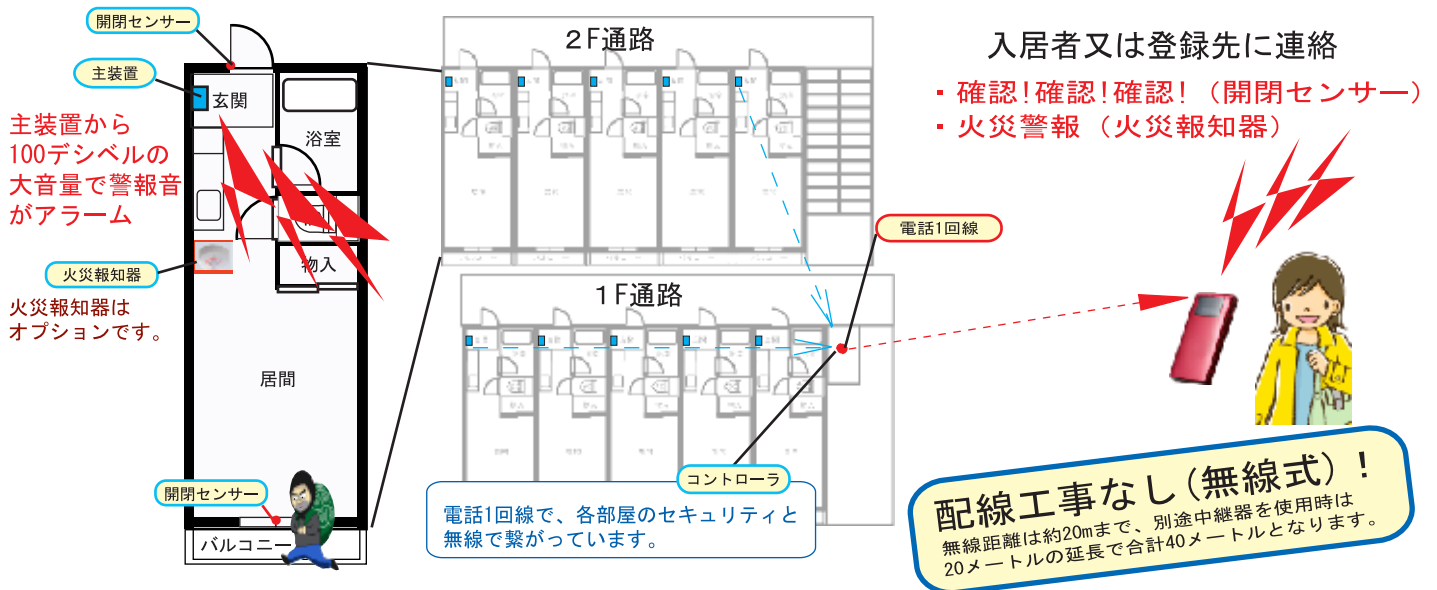 開閉センサー
主装置
玄関
浴室
主装置から
100デシベルの
大音量で警報音
がアラーム
火災報知器
物入
火災報知器は
オプションです。
居間
開閉センサー
バルコニー
2F通路
1F通路
電話1回線
コントローラ
電話1回線で、各部屋のセキュリティと
無線で繋がっています。
入居者又は登録先に連絡
・確認!確認!確認!（開閉センサー）
・火災警報（火災報知器）
配線工事なし(無線式)!
無線距離は約20mまで、別途中継器を使用時は
20メートルの延長で合計40メートルとなります。